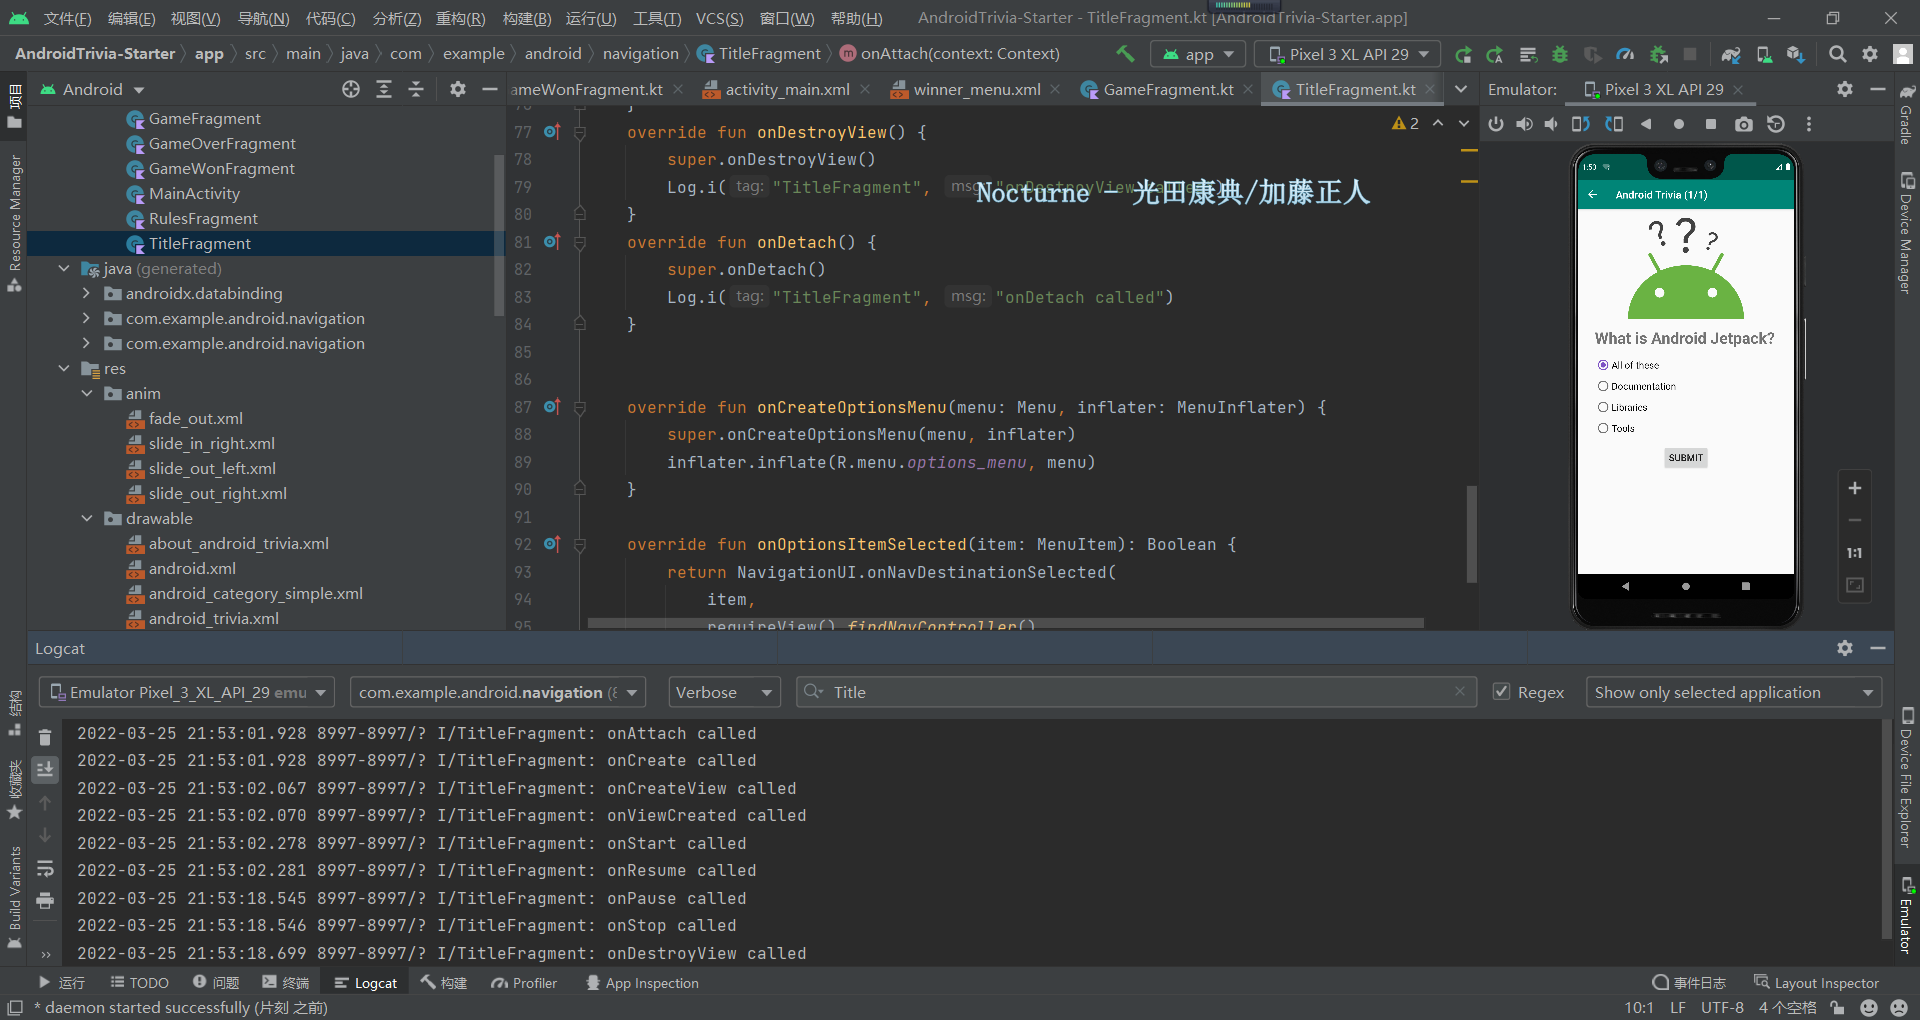 文件(F) 编辑(E) 视图(V) 导航(N) 代码(C) 分析(Z) 重构(R) 构建(B) 运行(U) 工具(T) VCS(S) 窗口(W) 帮助(H) AndroidTrivia-Starter - TitleFragment.kt [AndroidTrivia-Starter.app]
AndroidTrivia-Starter app src main java com example android navigation TitleFragment onAttach(context: Context) app Pixel 3 XL API 29
Android
ameWonFragment.kt activity_main.xml winner_menu.xml GameFragment.kt TitleFragment.kt
Emulator: Pixel 3 XL API 29
项目
Resource Manager
结构
收藏夹
Build Variants
GameFragment
GameOverFragment
GameWonFragment
MainActivity
RulesFragment
TitleFragment
java (generated)
androidx.databinding
com.example.android.navigation
com.example.android.navigation
res
anim
fade_out.xml
slide_in_right.xml
slide_out_left.xml
slide_out_right.xml
drawable
about_android_trivia.xml
android.xml
android_category_simple.xml
android_trivia.xml
2
76 }
77 override fun onDestroyView() {
78 super.onDestroyView()
79 Log.i( tag: "TitleFragment", msg: "onDestroyView
Nocturne - 光田康典/加藤正人
80 }
81 override fun onDetach() {
82 super.onDetach()
83 Log.i( tag: "TitleFragment", msg: "onDetach called")
84 }
85
86
87 override fun onCreateOptionsMenu(menu: Menu, inflater: MenuInflater) {
88 super.onCreateOptionsMenu(menu, inflater)
89 inflater.inflate(R.menu.options_menu, menu)
90 }
91
92 override fun onOptionsItemSelected(item: MenuItem): Boolean {
93 return NavigationUI.onNavDestinationSelected(
94 item,
95 requireView().findNavController()
1:53
Android Trivia (1/1)
? ? ?
What is Android Jetpack?
All of these
Documentation
Libraries
Tools
SUBMIT
+
−
1:1
Gradle
Device Manager
Device File Explorer
Emulator
Logcat
Emulator Pixel_3_XL_API_29 emu com.example.android.navigation (8 Verbose Title Regex Show only selected application
2022-03-25 21:53:01.928 8997-8997/? I/TitleFragment: onAttach called
2022-03-25 21:53:01.928 8997-8997/? I/TitleFragment: onCreate called
2022-03-25 21:53:02.067 8997-8997/? I/TitleFragment: onCreateView called
2022-03-25 21:53:02.070 8997-8997/? I/TitleFragment: onViewCreated called
2022-03-25 21:53:02.278 8997-8997/? I/TitleFragment: onStart called
2022-03-25 21:53:02.281 8997-8997/? I/TitleFragment: onResume called
2022-03-25 21:53:18.545 8997-8997/? I/TitleFragment: onPause called
2022-03-25 21:53:18.546 8997-8997/? I/TitleFragment: onStop called
2022-03-25 21:53:18.699 8997-8997/? I/TitleFragment: onDestroyView called
运行 TODO 问题 终端 Logcat 构建 Profiler App Inspection 事件日志 Layout Inspector
* daemon started successfully (片刻 之前) 10:1 LF UTF-8 4 个空格